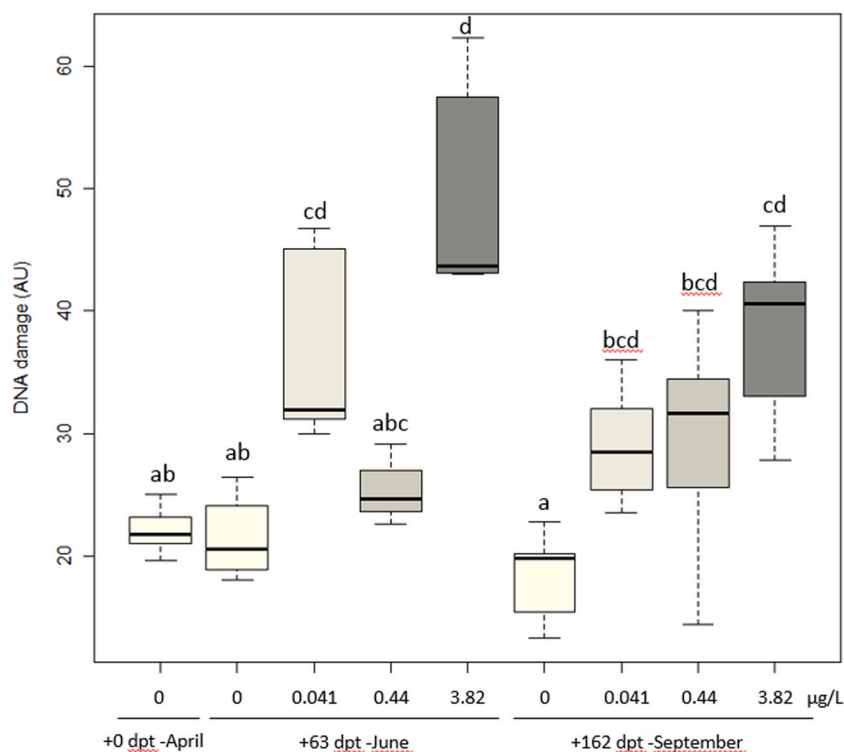 d
60
50
cd
cd
DNA damage (AU)
40
bcd
bcd
30
abc
ab
ab
a
20
0 0 0.041 0.44 3.82 0 0.041 0.44 3.82 µg/L
+0 dpt -April +63 dpt -June +162 dpt -September